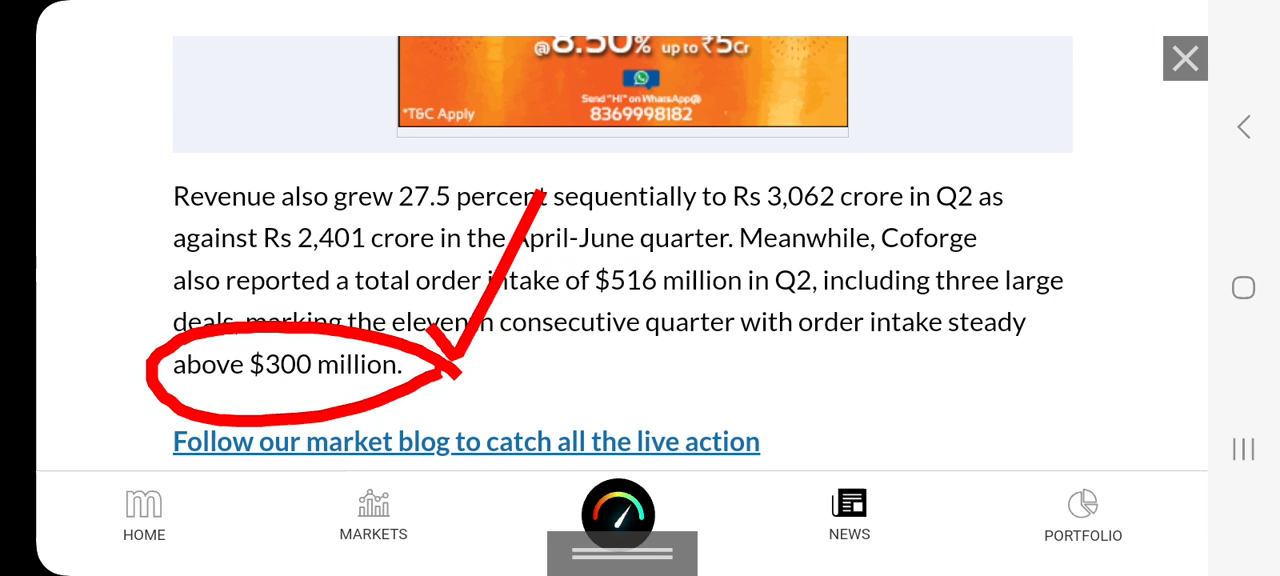 @8.50% up to ₹5Cr
Send "Hi" on WhatsApp@
*T&C Apply
8369998182
Revenue also grew 27.5 percent sequentially to Rs 3,062 crore in Q2 as
against Rs 2,401 crore in the April-June quarter. Meanwhile, Coforge
also reported a total order intake of $516 million in Q2, including three large
deals, marking the eleventh consecutive quarter with order intake steady
above $300 million.
Follow our market blog to catch all the live action
m
HOME
MARKETS
NEWS
PORTFOLIO